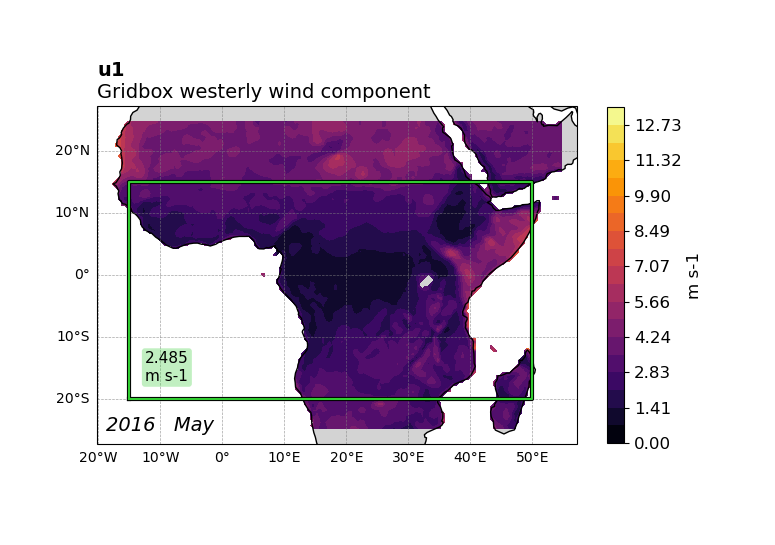 u1
Gridbox westerly wind component
20°N
10°N
0°
10°S
20°S
20°W 10°W 0° 10°E 20°E 30°E 40°E 50°E
2.485
m s-1
2016 May
12.73
11.32
9.90
8.49
7.07
5.66
4.24
2.83
1.41
0.00
m s-1